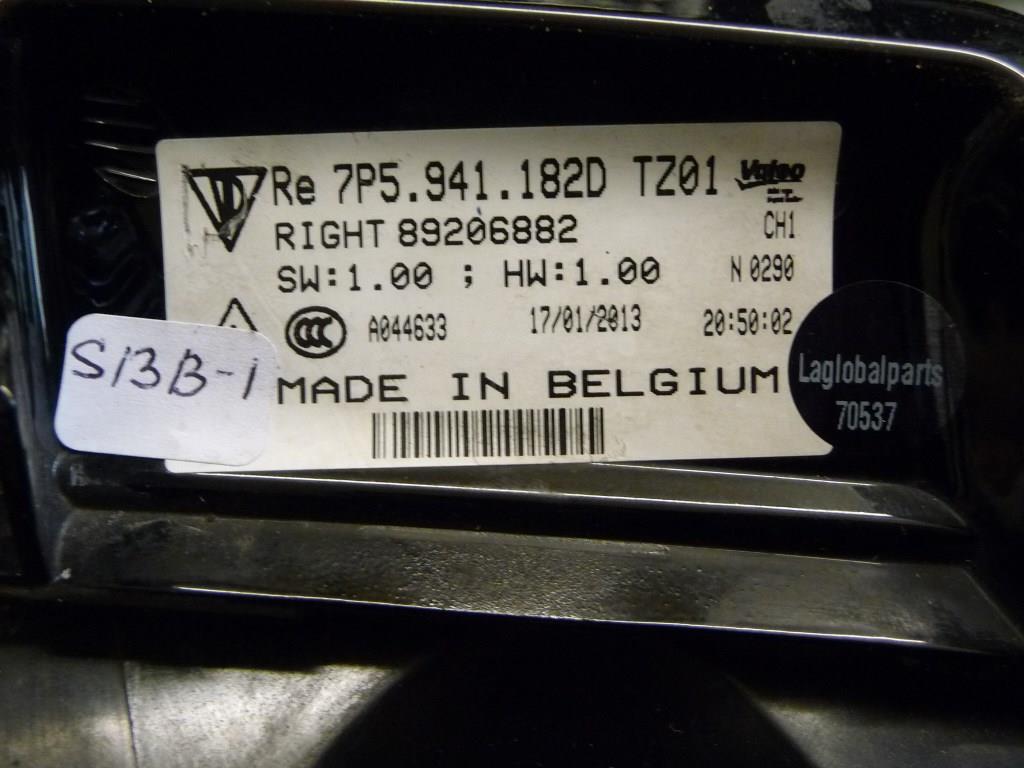 Re 7P5.941.182D TZ01 Valeo
RIGHT 89206882 CH1
SW:1.00 ; HW:1.00 N 0290
CCC A044633 17/01/2013 20:50:02
S13B-1
MADE IN BELGIUM
Laglobalparts
70537